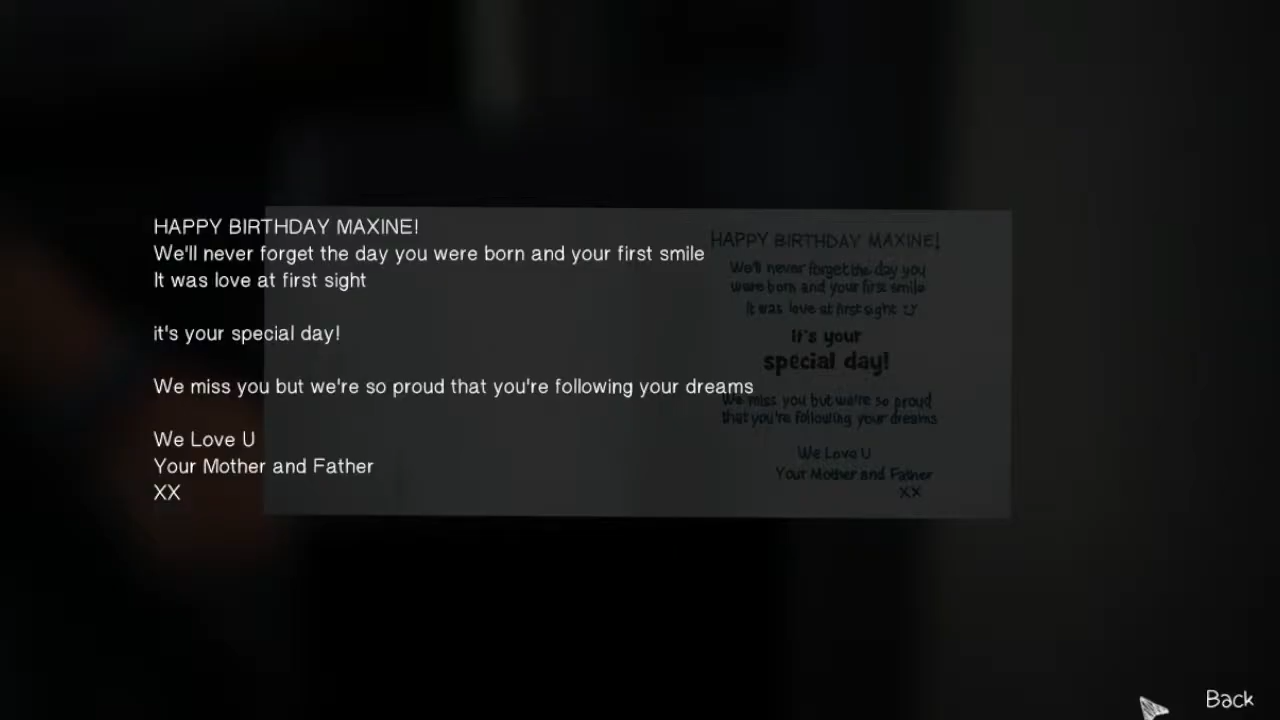 HAPPY BIRTHDAY MAXINE!
We'll never forget the day you were born and your first smile
It was love at first sight
it's your special day!
We miss you but we're so proud that you're following your dreams
We Love U
Your Mother and Father
XX
HAPPY BIRTHDAY MAXINE!
We'll never forget the day you
were born and your first smile
It was love at first sight :)
it's your
special day!
We miss you but we're so proud
that you're following your dreams
We Love U
Your Mother and Father
XX
Back